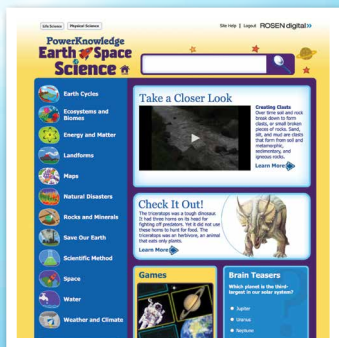 Life Science Physical Science
Site Help | Logout ROSEN digital»
PowerKnowledge
Earth & Space
Science
Earth Cycles
Ecosystems and
Biomes
Energy and Matter
Landforms
Maps
Natural Disasters
Rocks and Minerals
Save Our Earth
Scientific Method
Space
Water
Weather and Climate
Take a Closer Look
Creating Clasts
Over time soil and rock
break down to form
clasts, or small broken
pieces of rocks. Sand,
silt, and mud are clasts
that form from soil and
metamorphic,
sedimentary, and
igneous rocks.
Learn More
Check It Out!
The triceratops was a tough dinosaur.
It had three horns on its head for
fighting off predators. Yet it did not use
these horns to hunt for food. The
triceratops was an herbivore, an animal
that eats only plants.
Learn More
Games
Brain Teasers
Which planet is the third-
largest in our solar system?
Jupiter
Uranus
Neptune